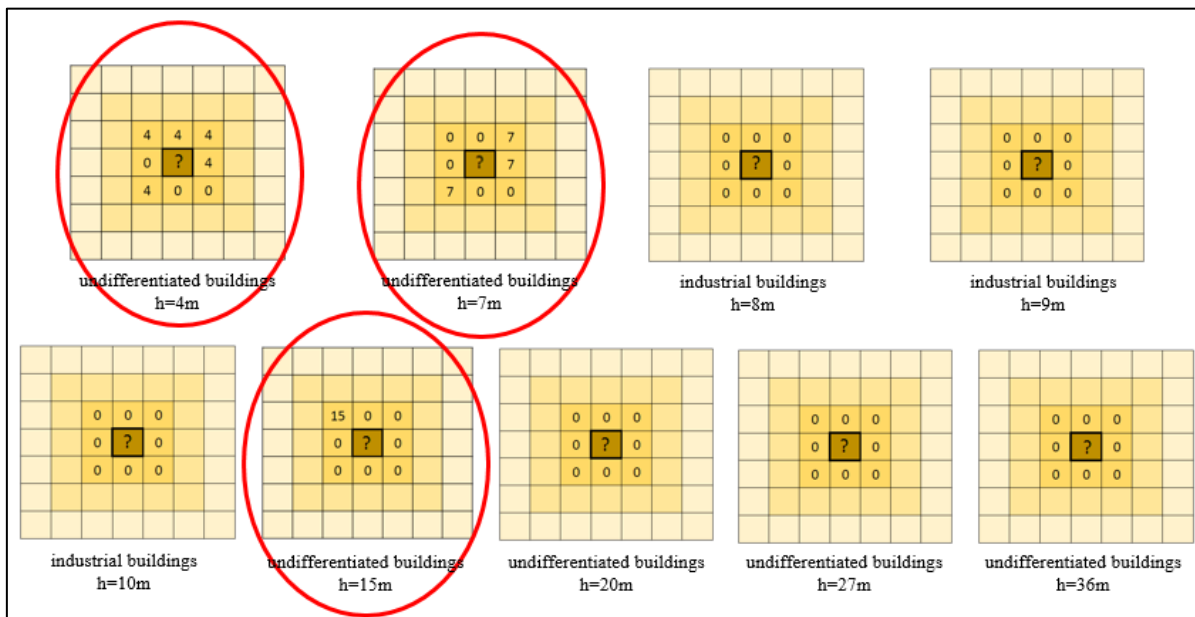 4 4 4
0 ? 4
4 0 0
undifferentiated buildings
h=4m
0 0 7
0 ? 7
7 0 0
undifferentiated buildings
h=7m
0 0 0
0 ? 0
0 0 0
industrial buildings
h=8m
0 0 0
0 ? 0
0 0 0
industrial buildings
h=9m
0 0 0
0 ? 0
0 0 0
industrial buildings
h=10m
15 0 0
0 ? 0
0 0 0
undifferentiated buildings
h=15m
0 0 0
0 ? 0
0 0 0
undifferentiated buildings
h=20m
0 0 0
0 ? 0
0 0 0
undifferentiated buildings
h=27m
0 0 0
0 ? 0
0 0 0
undifferentiated buildings
h=36m